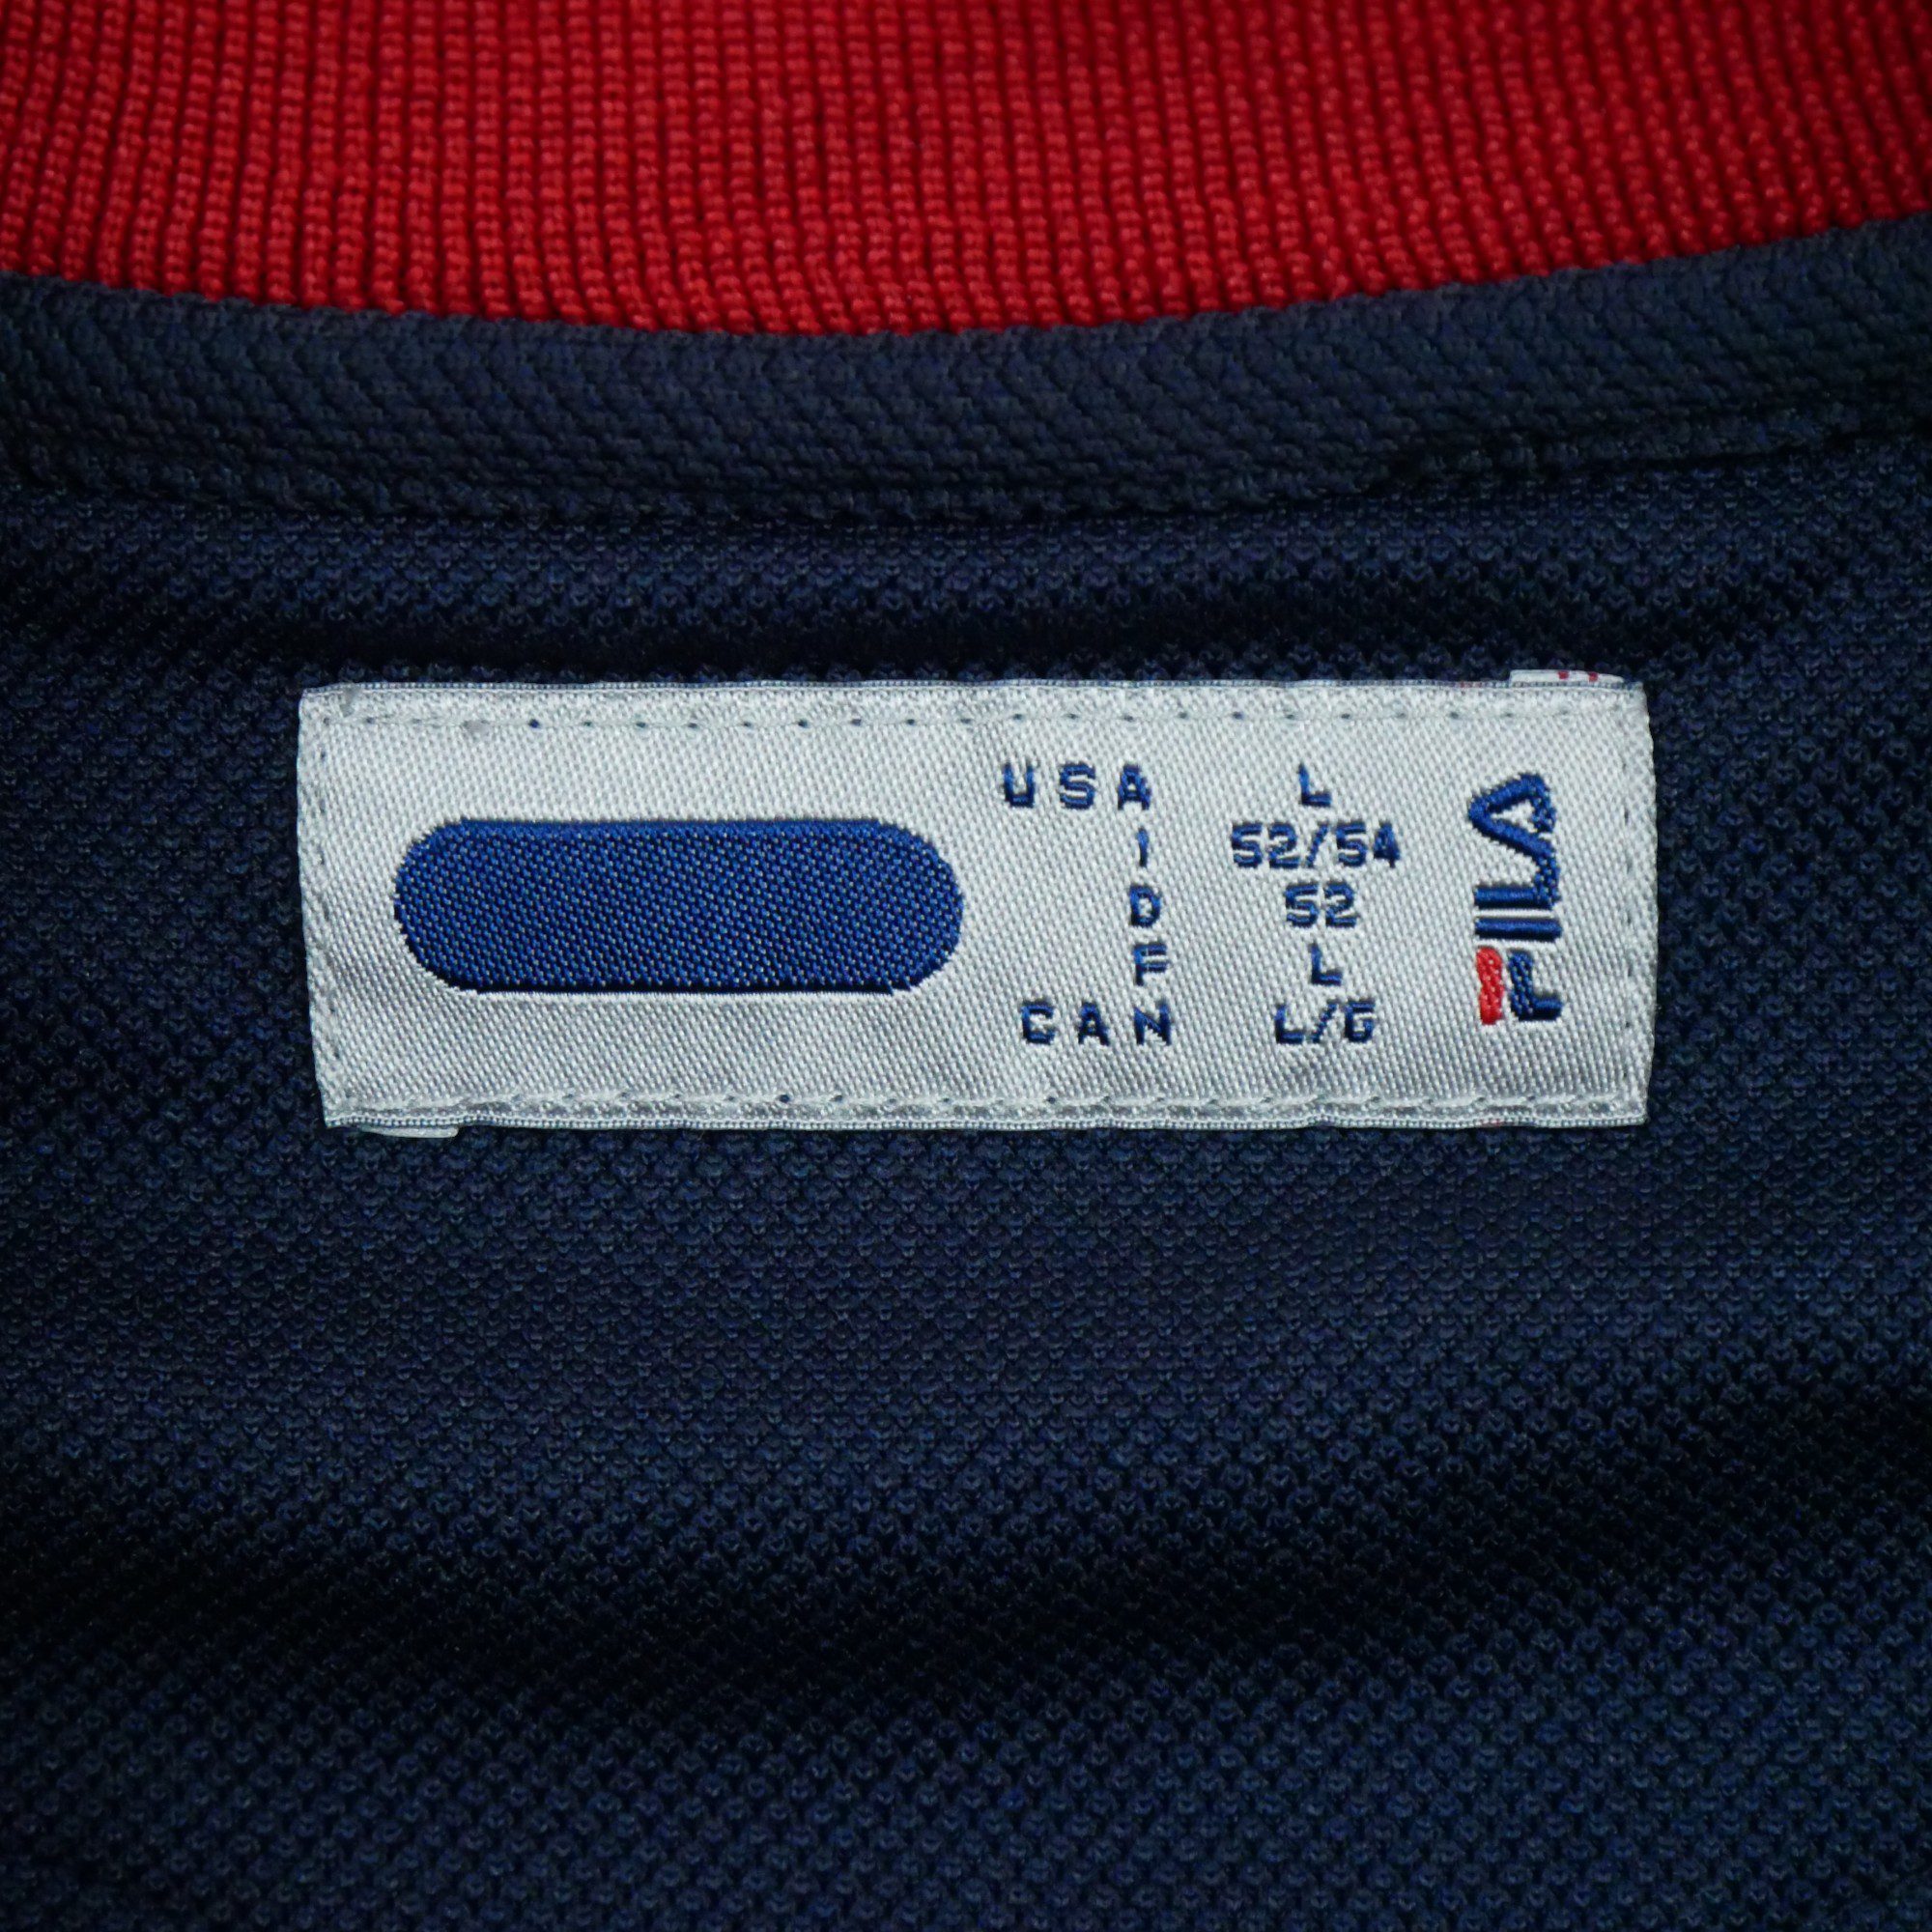 USA L
I 52/54
D 52
F L
CAN L/G
FILA